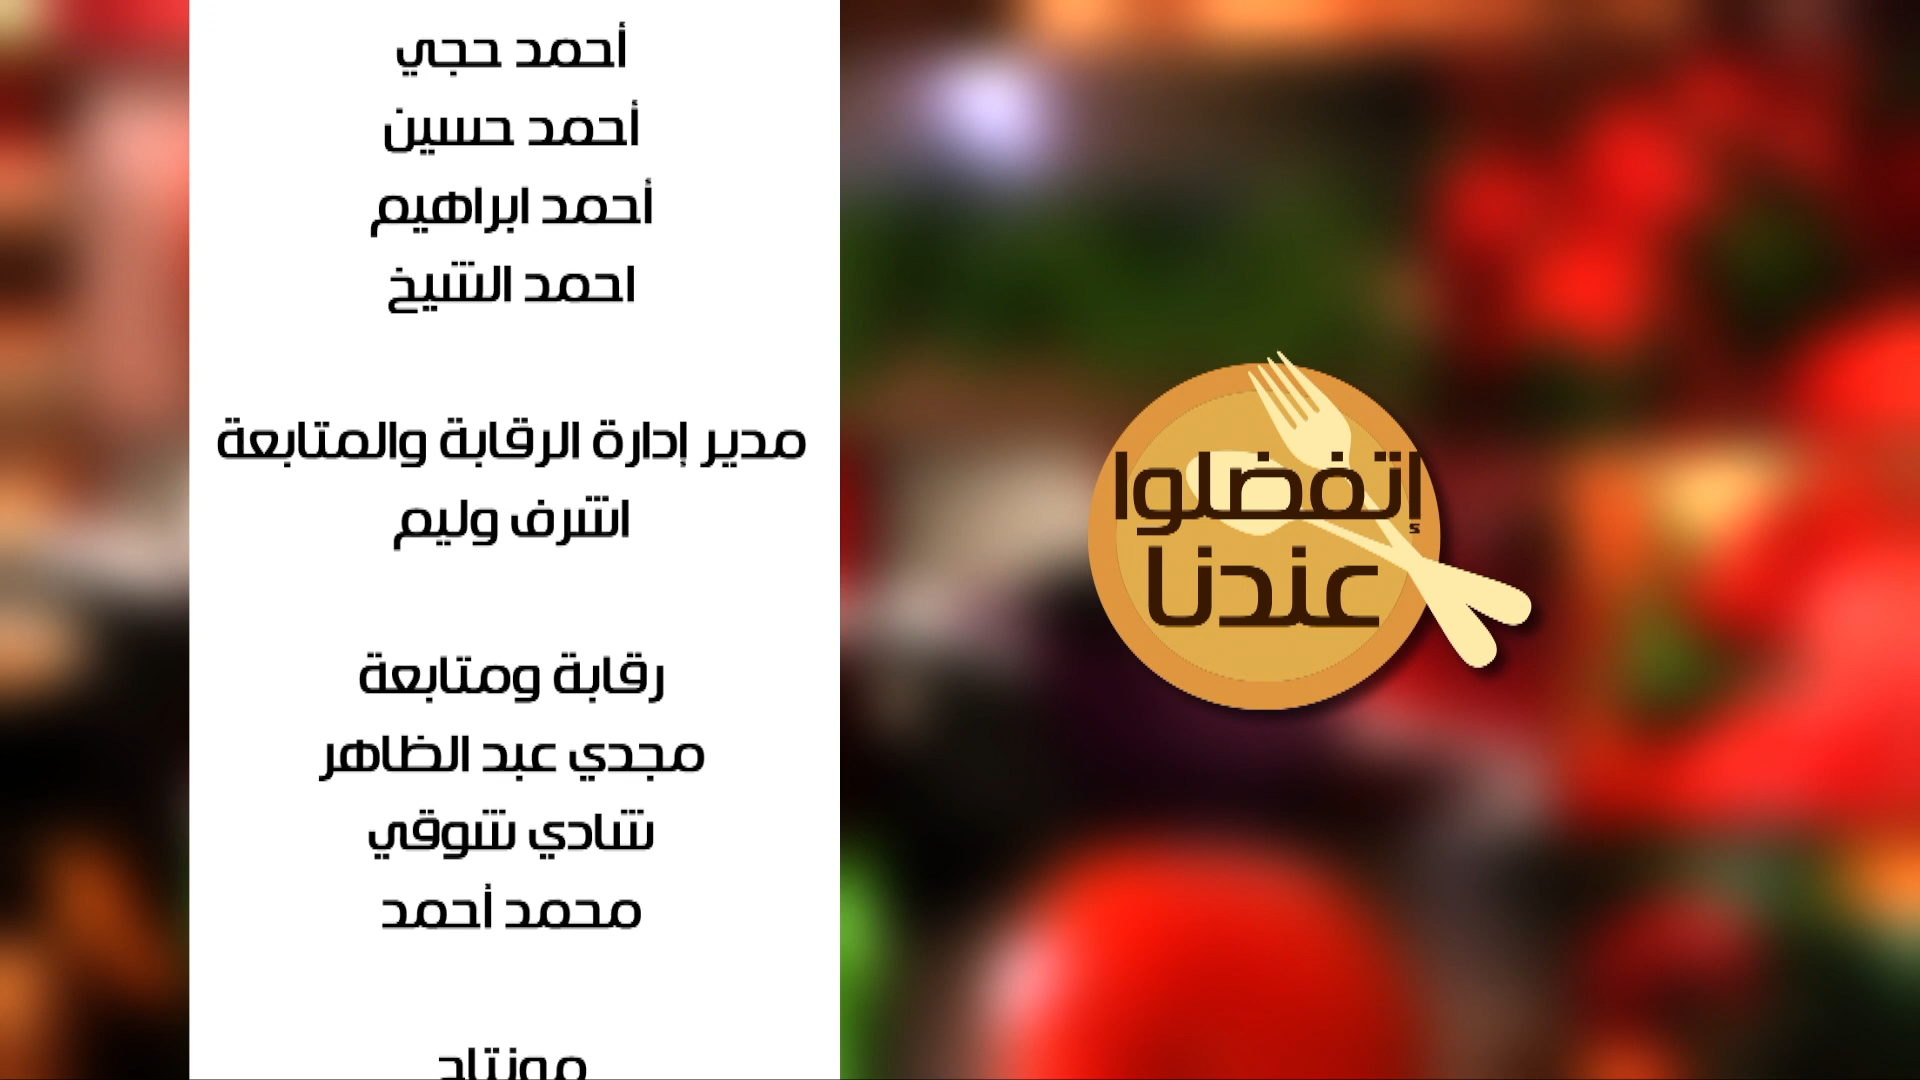 أحمد حجي
أحمد حسين
أحمد ابراهيم
احمد الشيخ
مدير إدارة الرقابة والمتابعة
اشرف وليم
رقابة ومتابعة
مجدي عبد الظاهر
شادي شوقي
محمد أحمد
مونتاج
إتفضلوا
عندنا